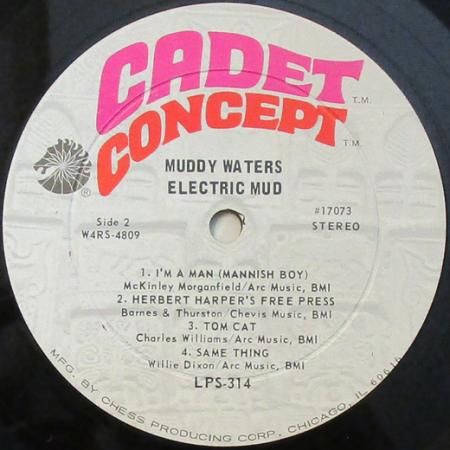 CADET T.M.
CONCEPT T.M.
®
MUDDY WATERS
ELECTRIC MUD
Side 2
W4RS-4809
#17073
STEREO
1. I'M A MAN (MANNISH BOY)
McKinley Morganfield/Arc Music, BMI
2. HERBERT HARPER'S FREE PRESS
Barnes & Thurston/Chevis Music, BMI
3. TOM CAT
Charles Williams/Arc Music, BMI
4. SAME THING
Willie Dixon/Arc Music, BMI
LPS-314
MFG. BY CHESS PRODUCING CORP., CHICAGO, IL 60616